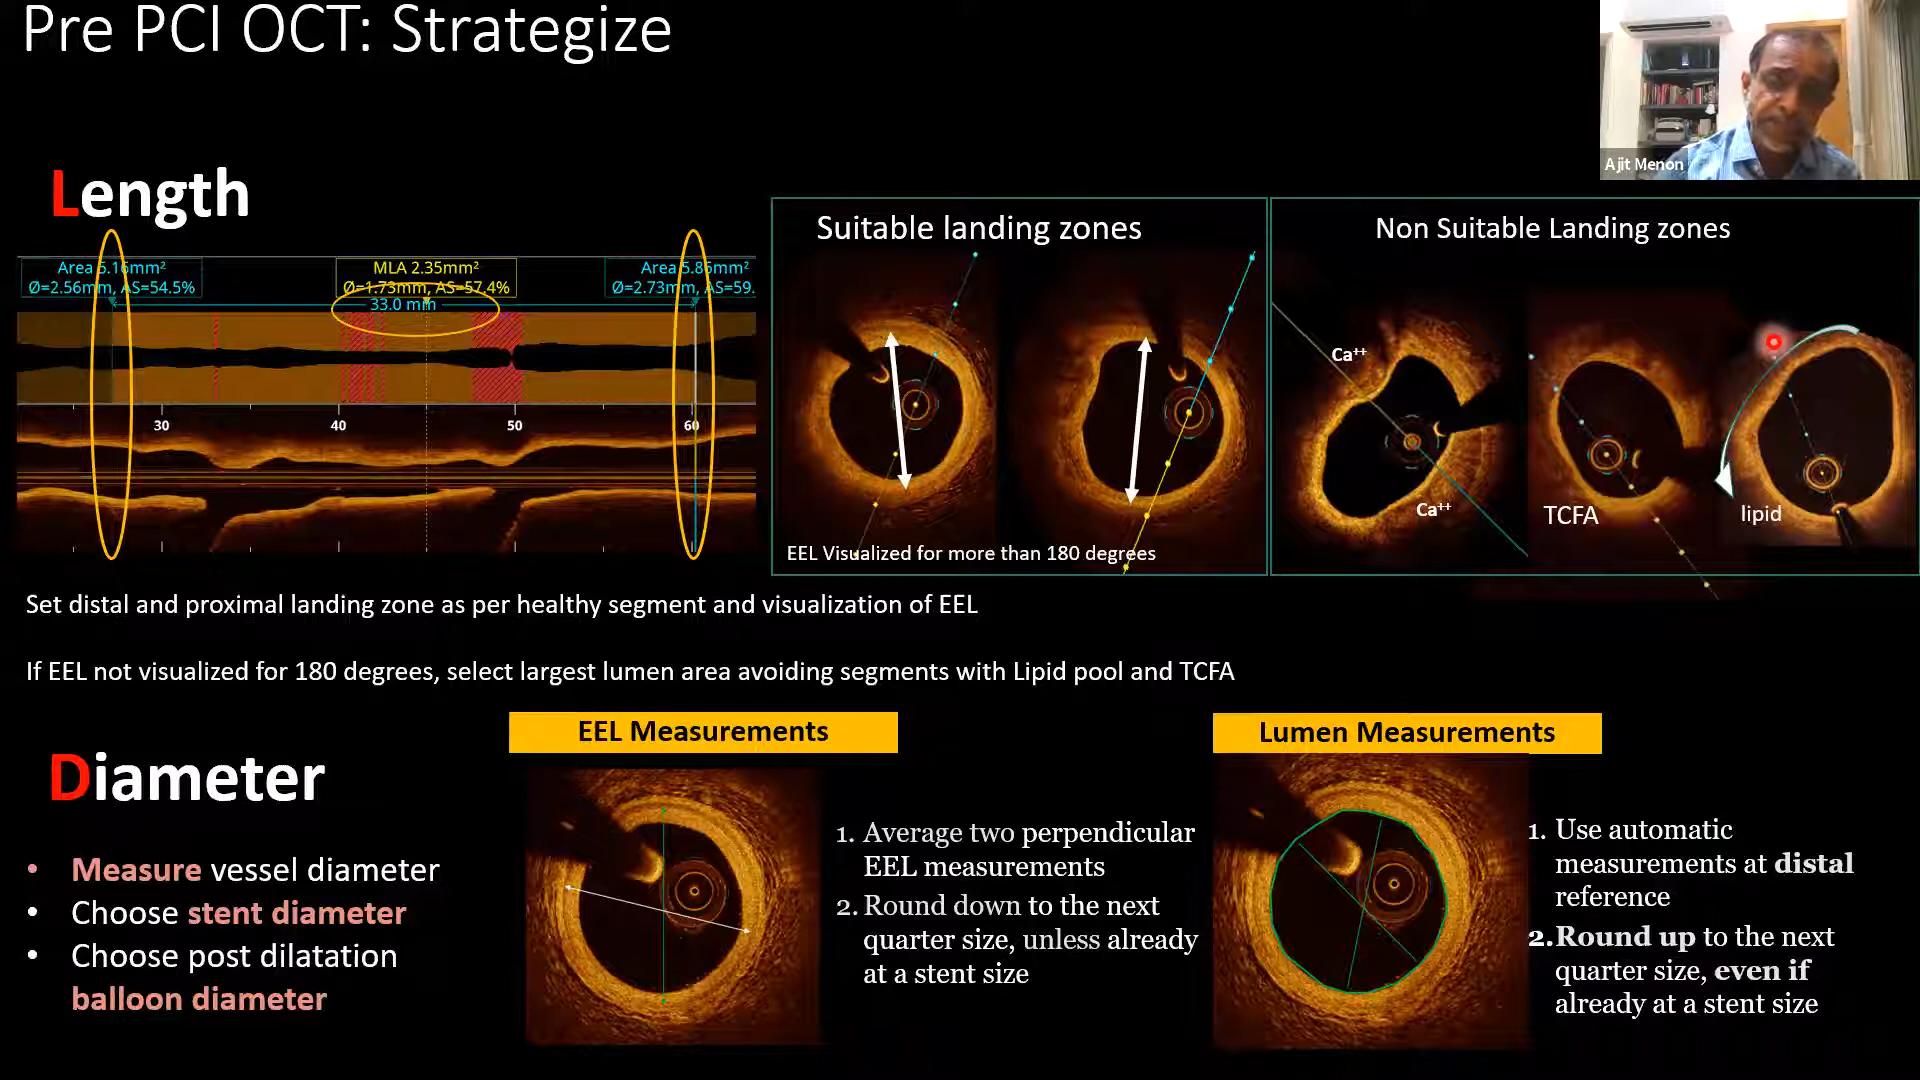 Pre PCI OCT: Strategize
Ajit Menon
Length
Area 5.16mm²
Ø=2.56mm, AS=54.5%
MLA 2.35mm²
Ø=1.73mm, AS=57.4%
33.0 mm
Area 5.86mm²
Ø=2.73mm, AS=59.
30
40
50
60
Suitable landing zones
EEL Visualized for more than 180 degrees
Non Suitable Landing zones
Ca⁺⁺
Ca⁺⁺
TCFA
lipid
Set distal and proximal landing zone as per healthy segment and visualization of EEL
If EEL not visualized for 180 degrees, select largest lumen area avoiding segments with Lipid pool and TCFA
Diameter
• Measure vessel diameter
• Choose stent diameter
• Choose post dilatation
balloon diameter
EEL Measurements
1. Average two perpendicular
EEL measurements
2. Round down to the next
quarter size, unless already
at a stent size
Lumen Measurements
1. Use automatic
measurements at distal
reference
2. Round up to the next
quarter size, even if
already at a stent size